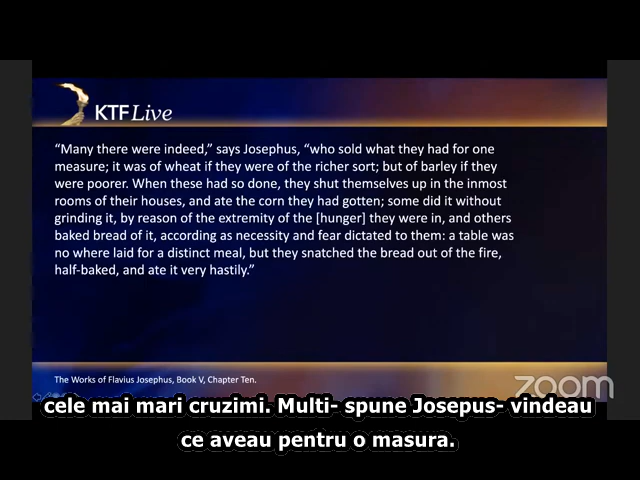 KTF Live
“Many there were indeed,” says Josephus, “who sold what they had for one
measure; it was of wheat if they were of the richer sort; but of barley if they
were poorer. When these had so done, they shut themselves up in the inmost
rooms of their houses, and ate the corn they had gotten; some did it without
grinding it, by reason of the extremity of the [hunger] they were in, and others
baked bread of it, according as necessity and fear dictated to them: a table was
no where laid for a distinct meal, but they snatched the bread out of the fire,
half-baked, and ate it very hastily.”
The Works of Flavius Josephus, Book V, Chapter Ten.
zoom
cele mai mari cruzimi. Multi- spune Josepus- vindeau
ce aveau pentru o masura.